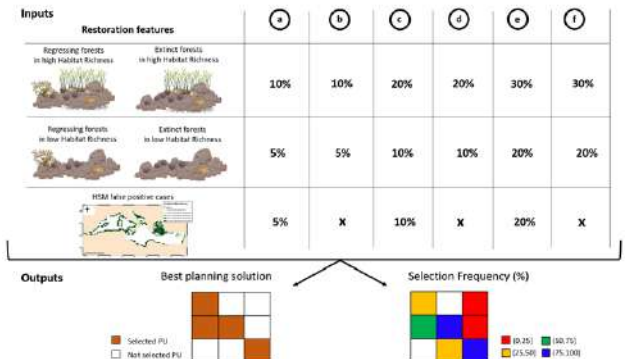 Inputs
Restoration features
a b c d e f
Regressing forests
in high Habitat Richness
Extinct forests
in high Habitat Richness
10% 10% 20% 20% 30% 30%
Regressing forests
in low Habitat Richness
Extinct forests
in low Habitat Richness
5% 5% 10% 10% 20% 20%
HSM false positive cases
5% X 10% X 20% X
Outputs
Best planning solution
Selection Frequency (%)
Selected PU
Not selected PU
[0,25] (50,75]
(25,50] (75,100]